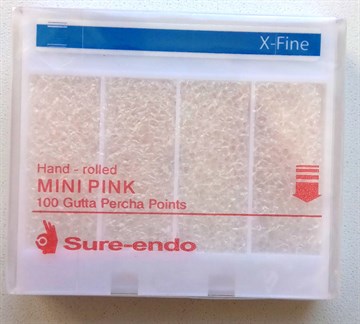 X-Fine
Hand - rolled
MINI PINK
100 Gutta Percha Points
Sure-endo